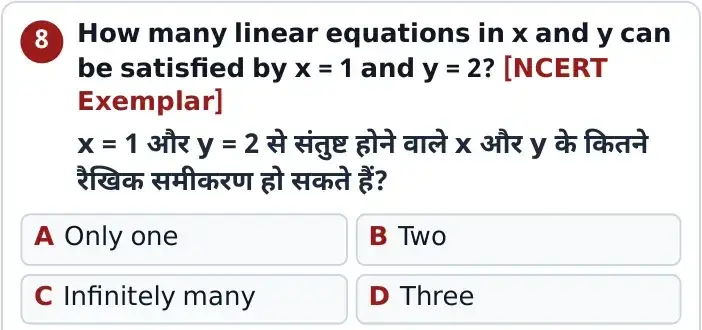 8 How many linear equations in x and y can
be satisfied by x = 1 and y = 2? [NCERT
Exemplar]
x = 1 और y = 2 से संतुष्ट होने वाले x और y के कितने
रैखिक समीकरण हो सकते हैं?
A Only one
B Two
C Infinitely many
D Three